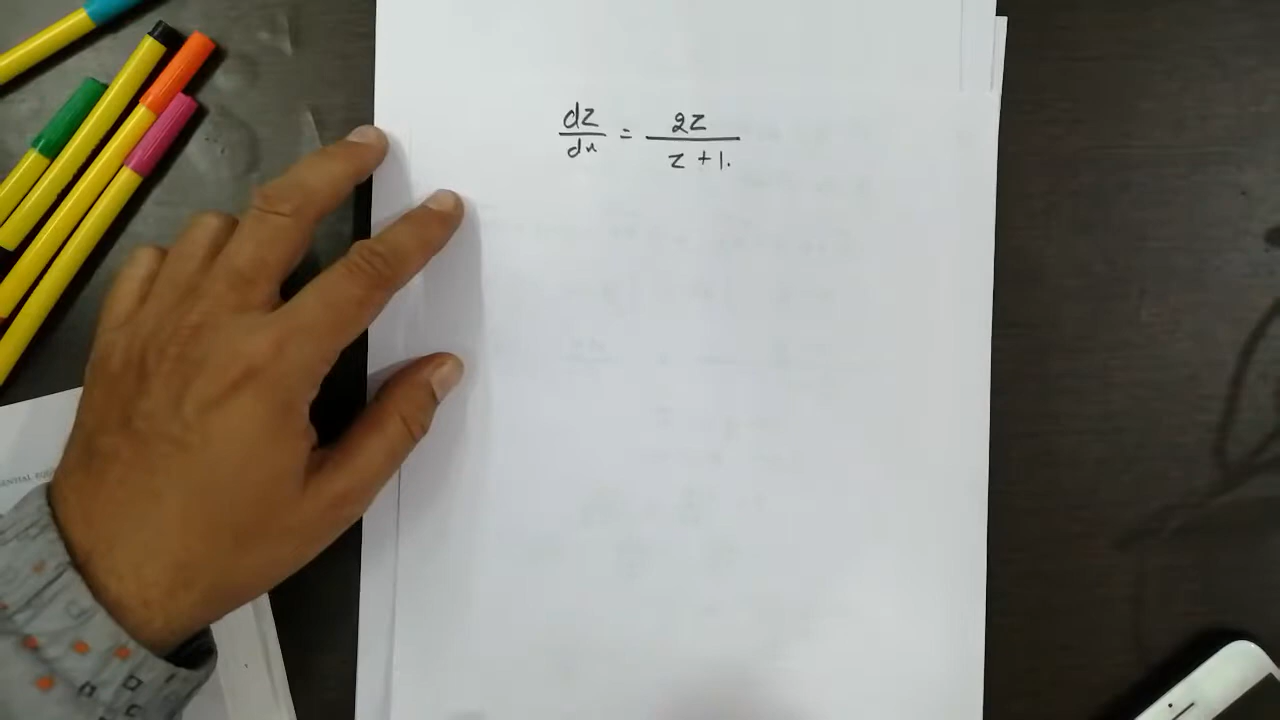 dz/dx = 2z/z + 1.